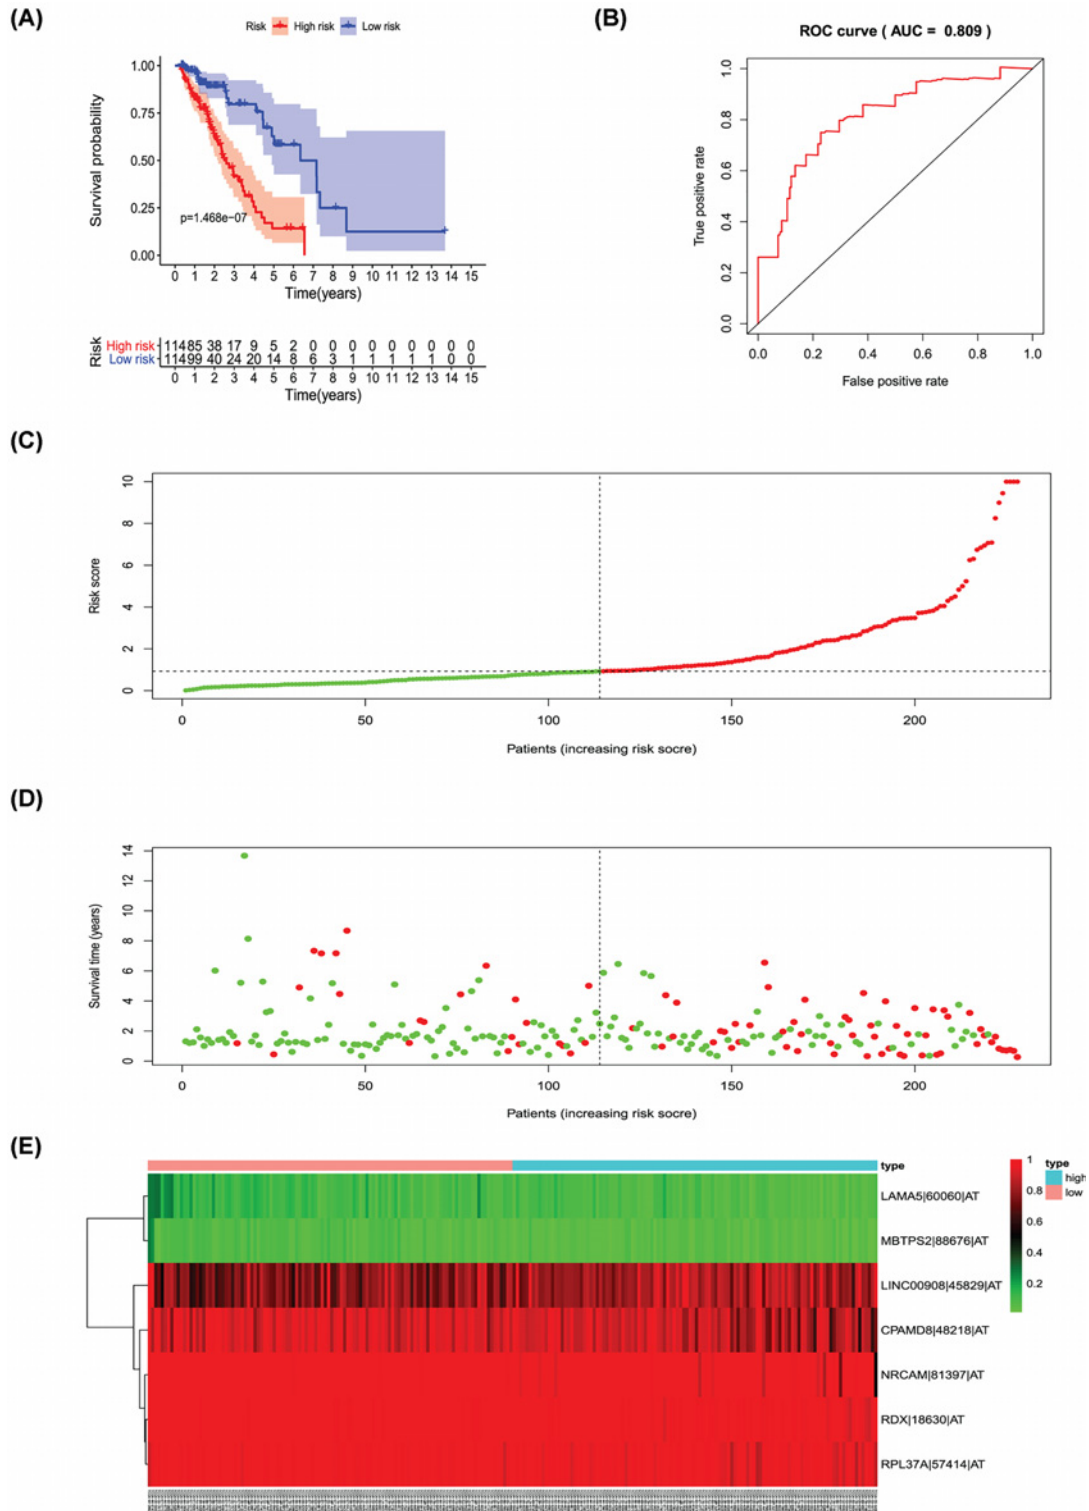 (A)
Risk High risk Low risk
Survival probability
1.00
0.75
0.50
0.25
0.00
p=1.468e−07
0 1 2 3 4 5 6 7 8 9 10 11 12 13 14 15
Time(years)
Risk
High risk 114 85 38 17 9 5 2 0 0 0 0 0 0 0 0 0
Low risk 114 99 40 24 20 14 8 6 3 1 1 1 1 1 0 0
0 1 2 3 4 5 6 7 8 9 10 11 12 13 14 15
Time(years)
(B)
ROC curve ( AUC = 0.809 )
True positive rate
1.0
0.8
0.6
0.4
0.2
0.0
0.0 0.2 0.4 0.6 0.8 1.0
False positive rate
(C)
Risk score
10
8
6
4
2
0
0 50 100 150 200
Patients (increasing risk socre)
(D)
Survival time (years)
14
12
10
8
6
4
2
0
0 50 100 150 200
Patients (increasing risk socre)
(E)
type
LAMA5|60060|AT
MBTPS2|88676|AT
LINC00908|45829|AT
CPAMD8|48218|AT
NRCAM|81397|AT
RDX|18630|AT
RPL37A|57414|AT
1
0.8
0.6
0.4
0.2
type
high
low